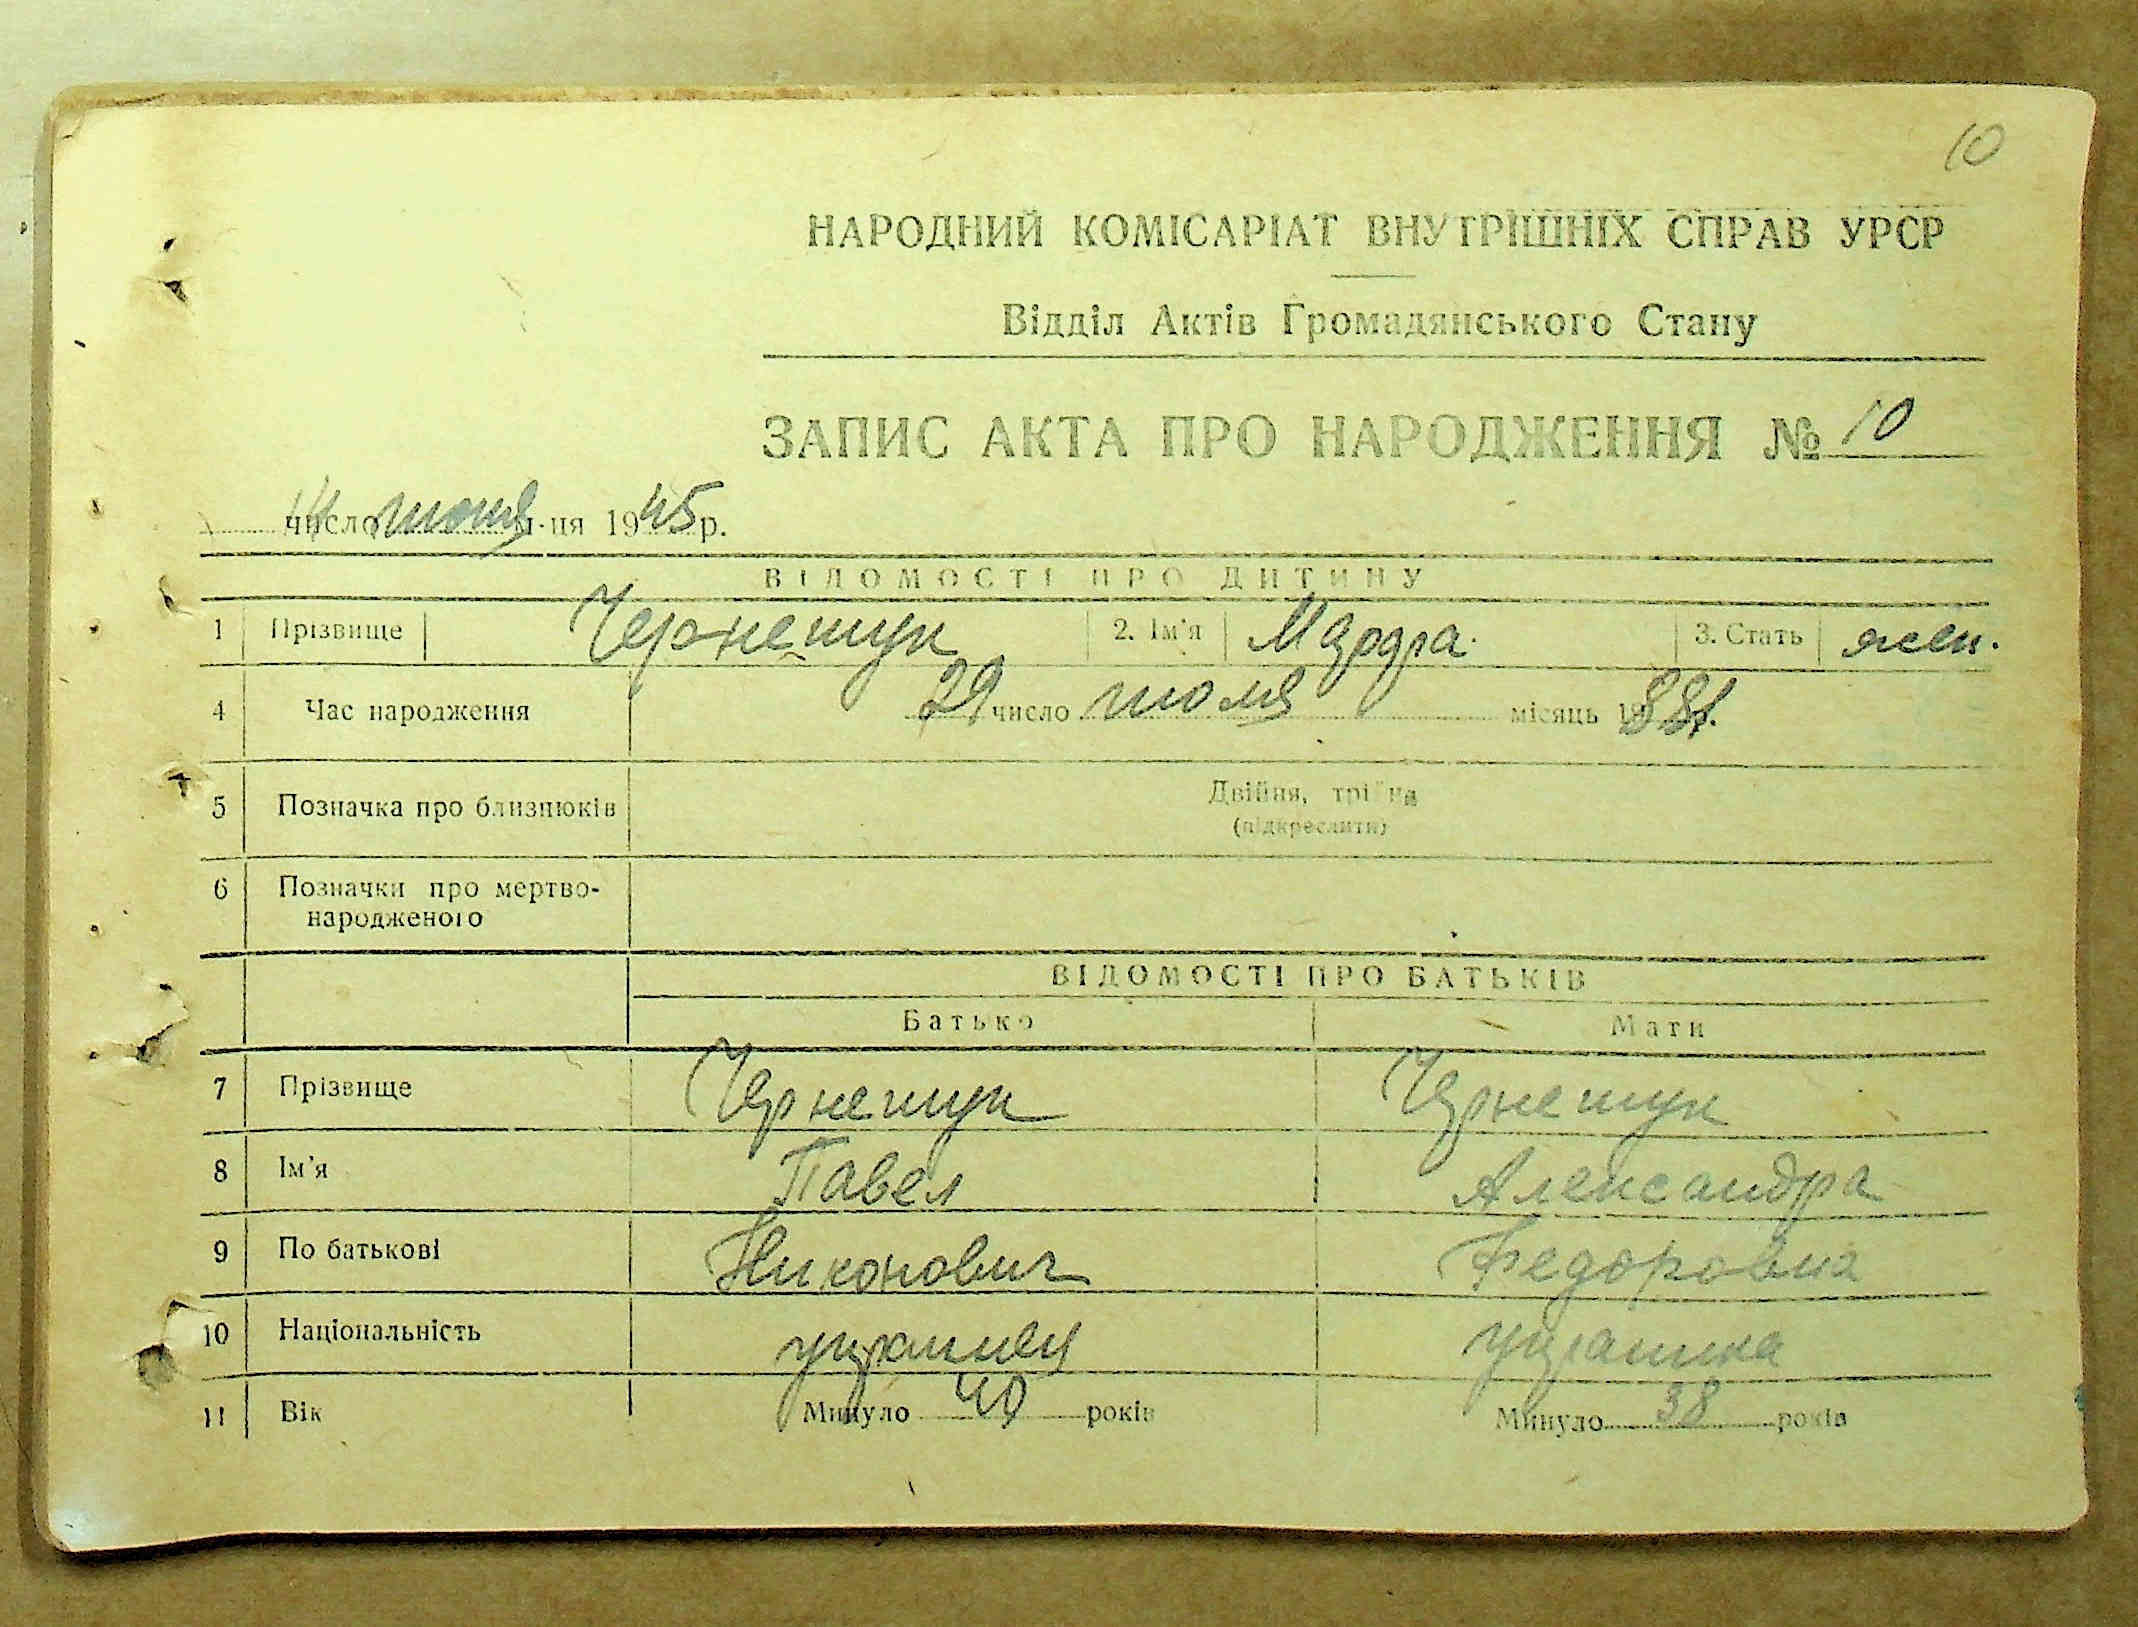 10
НАРОДНИЙ КОМІСАРІАТ ВНУТРІШНІХ СПРАВ УРСР
Відділ Актів Громадянського Стану
ЗАПИС АКТА ПРО НАРОДЖЕННЯ № 10
число м-ця 1945 р.
ВІДОМОСТІ ПРО ДИТИНУ
1 Прізвище Чернешук 2. Ім'я 3. Стать жен.
4 Час народження 29 число июля місяць 1881.
5 Позначка про близнюків Двійня, трійня
(підкреслити)
6 Позначки про мертво-
народженого
ВІДОМОСТІ ПРО БАТЬКІВ
Батько Мати
7 Прізвище Чернешук Чернешук
8 Ім'я Павел Александра
9 По батькові Никонович Федоровна
10 Національність украинец украинка
11 Вік Минуло 40 років Минуло 38 років